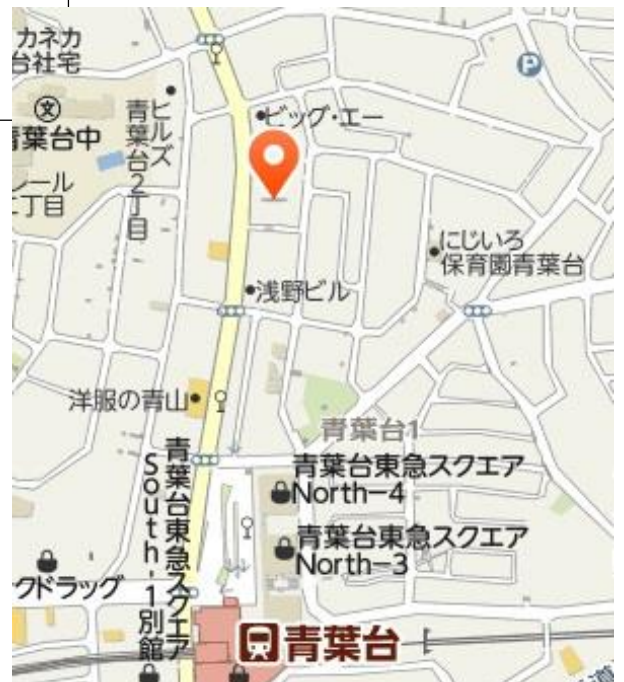 カネカ
台社宅
文
青葉台中
ビルズ
青葉台2丁目
レール
二丁目
ビッグ・エー
P
にじいろ
保育園青葉台
浅野ビル
洋服の青山
青葉台1
青葉台東急スクエア
North-4
青葉台東急スクエア
South-1別館
青葉台東急スクエア
North-3
クドラッグ
青葉台